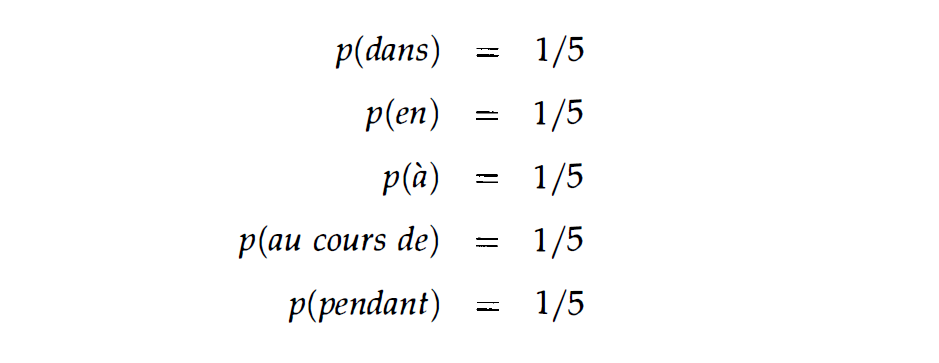 p(dans) = 1/5
p(en) = 1/5
p(à) = 1/5
p(au cours de) = 1/5
p(pendant) = 1/5